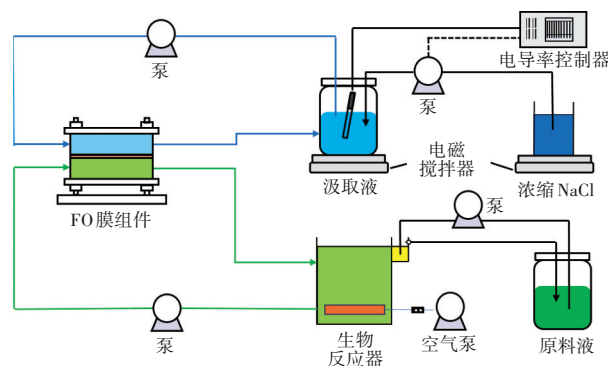 泵
电导率控制器
泵
电磁
搅拌器
汲取液
浓缩NaCl
FO膜组件
泵
泵
生物
反应器
空气泵
原料液